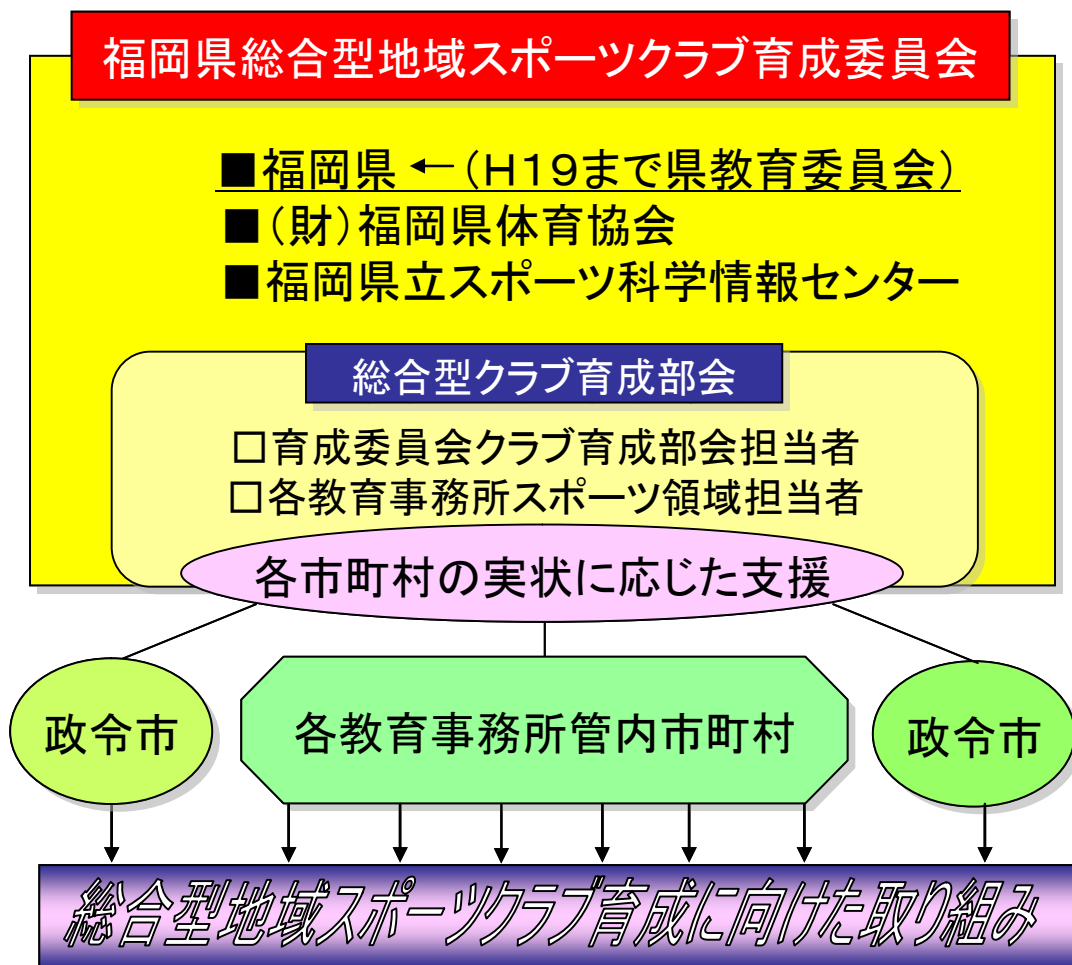 福岡県総合型地域スポーツクラブ育成委員会
■福岡県←(H19まで県教育委員会)
■(財)福岡県体育協会
■福岡県立スポーツ科学情報センター
総合型クラブ育成部会
□育成委員会クラブ育成部会担当者
□各教育事務所スポーツ領域担当者
各市町村の実状に応じた支援
政令市
各教育事務所管内市町村
政令市
総合型地域スポーツクラブ育成に向けた取り組み